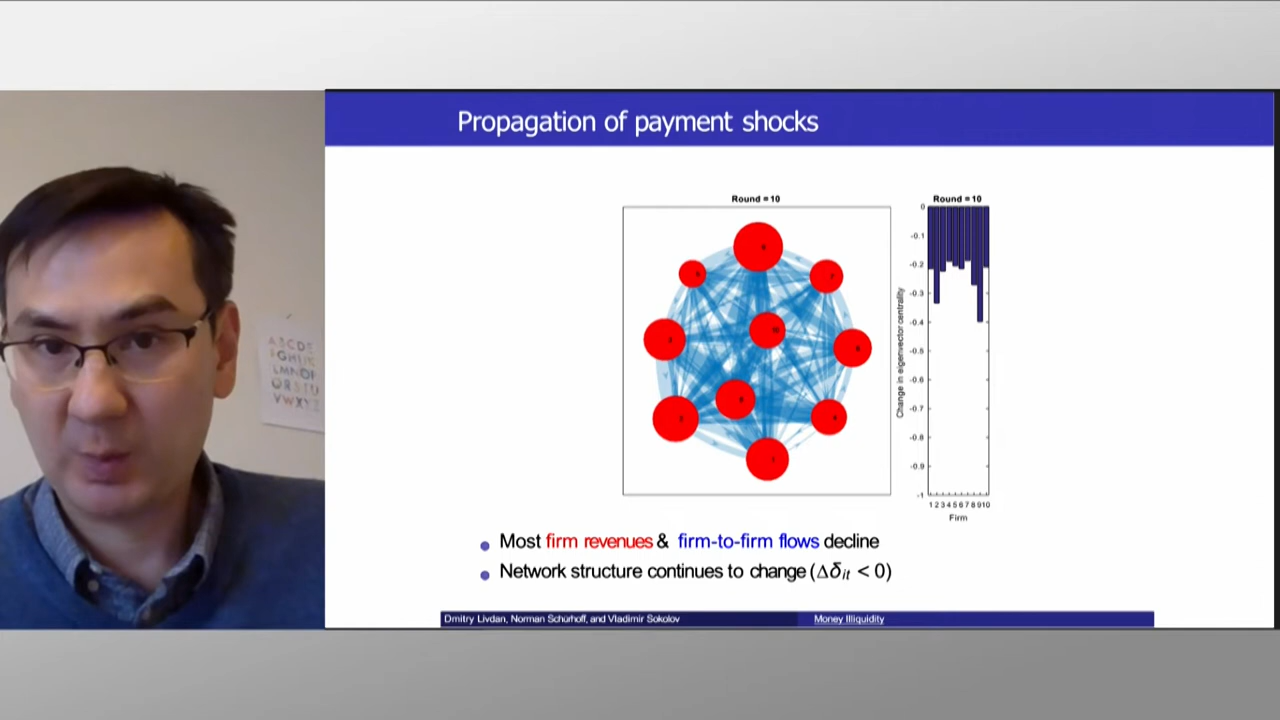 Propagation of payment shocks
Round = 10
Round = 10
0
-0.1
-0.2
-0.3
-0.4
-0.5
-0.6
-0.7
-0.8
-0.9
-1
Change in eigenvector centrality
1 2 3 4 5 6 7 8 9 10
Firm
• Most firm revenues & firm-to-firm flows decline
• Network structure continues to change (Δδit < 0)
Dmitry Livdan, Norman Schürhoff, and Vladimir Sokolov
Money Illiquidity
ABCDE